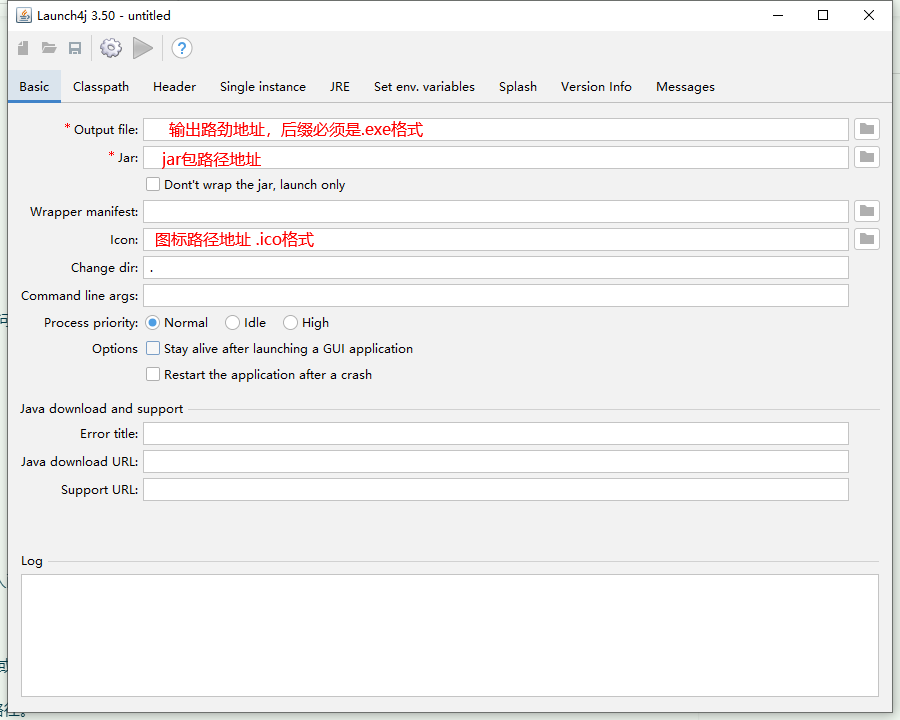 Launch4j 3.50 - untitled
Basic Classpath Header Single instance JRE Set env. variables Splash Version Info Messages
* Output file: 输出路劲地址，后缀必须是.exe格式
* Jar: jar包路径地址
Don't wrap the jar, launch only
Wrapper manifest:
Icon: 图标路径地址 .ico格式
Change dir: .
Command line args:
Process priority: Normal Idle High
Options Stay alive after launching a GUI application
Restart the application after a crash
Java download and support
Error title:
Java download URL:
Support URL:
Log